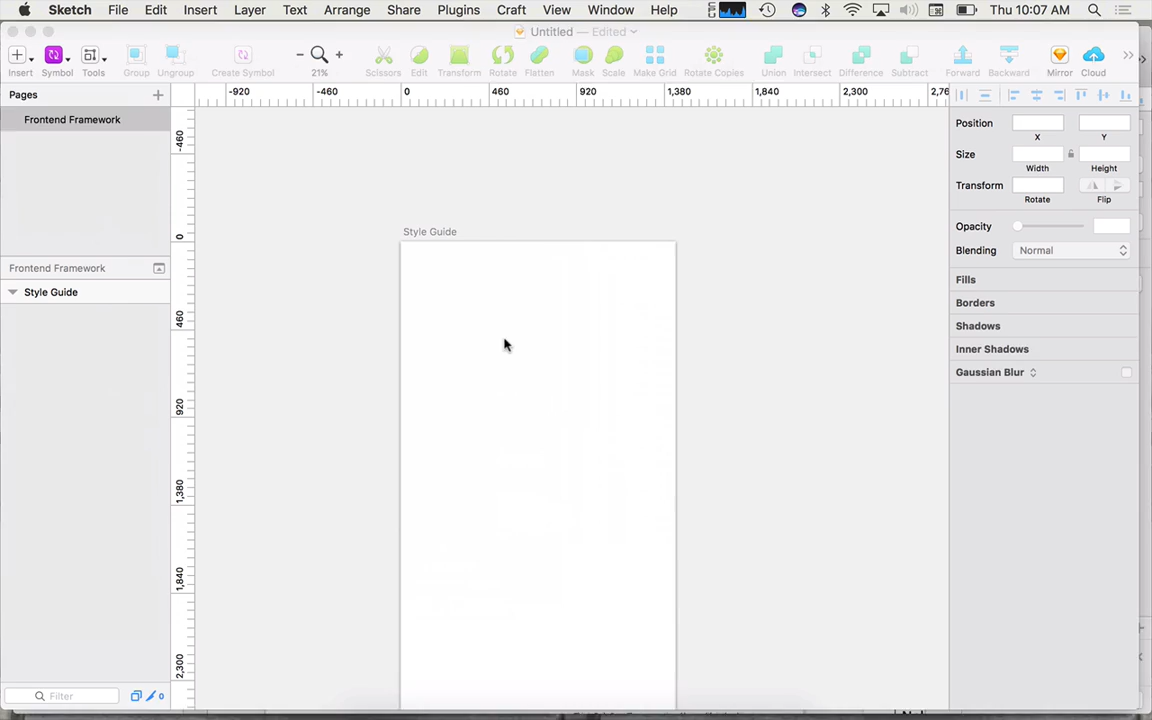 Sketch File Edit Insert Layer Text Arrange Share Plugins Craft View Window Help Thu 10:07 AM
Untitled — Edited
Insert Symbol Tools Group Ungroup Create Symbol 21% Scissors Edit Transform Rotate Flatten Mask Scale Make Grid Rotate Copies Union Intersect Difference Subtract Forward Backward Mirror Cloud
Pages
-920 -460 0 460 920 1,380 1,840 2,300 2,76
Frontend Framework
Position
X Y
-460
Size
Width Height
Transform
Rotate Flip
Style Guide
Opacity
0
Blending Normal
Frontend Framework
Fills
Style Guide
Borders
460
Shadows
Inner Shadows
Gaussian Blur
920
1,380
1,840
2,300
Filter 0